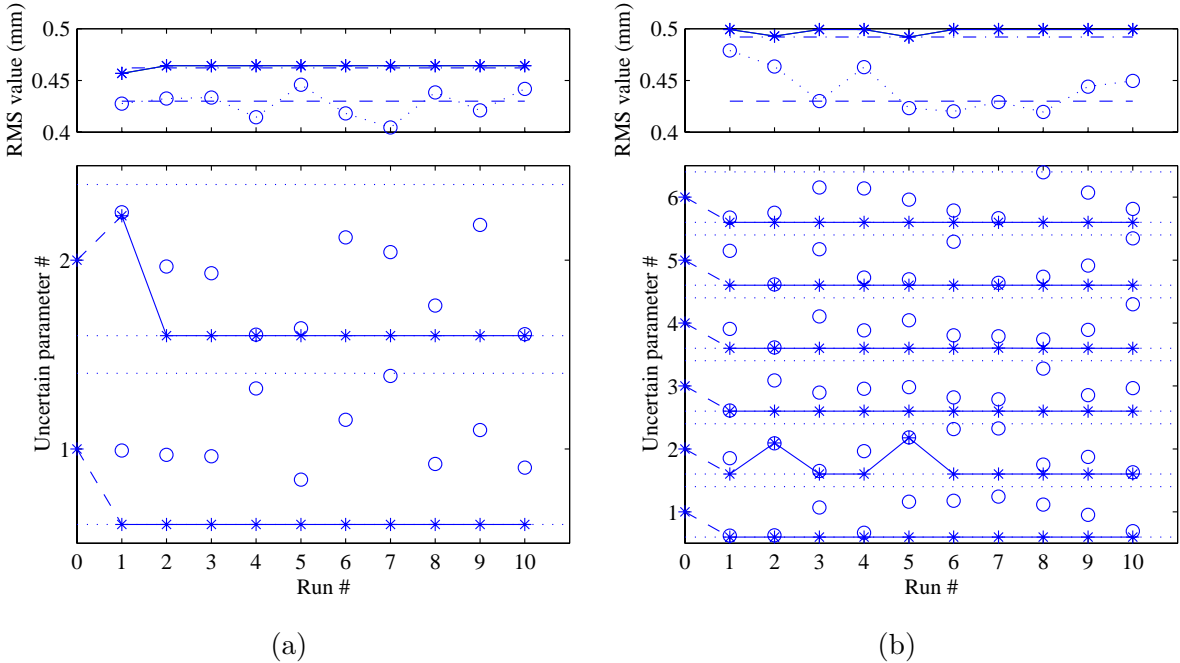 RMS value (mm)
0.5
0.45
0.4
Uncertain parameter #
2
1
0 1 2 3 4 5 6 7 8 9 10
Run #
(a)
RMS value (mm)
0.5
0.45
0.4
Uncertain parameter #
6
5
4
3
2
1
0 1 2 3 4 5 6 7 8 9 10
Run #
(b)